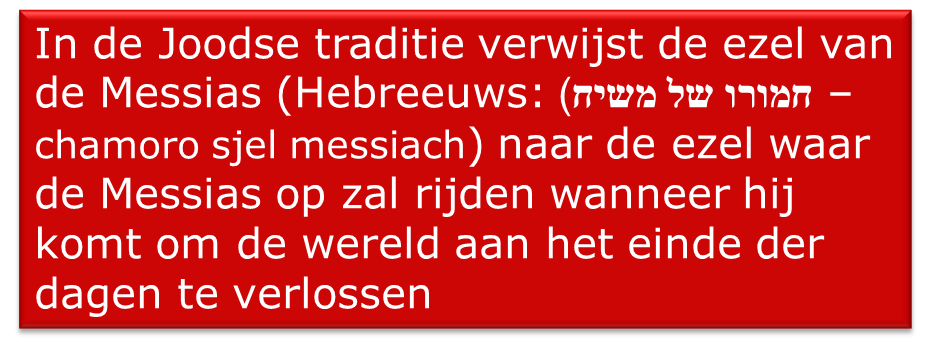 In de Joodse traditie verwijst de ezel van
de Messias (Hebreeuws: (חמורו של משיח –
chamoro sjel messiach) naar de ezel waar
de Messias op zal rijden wanneer hij
komt om de wereld aan het einde der
dagen te verlossen